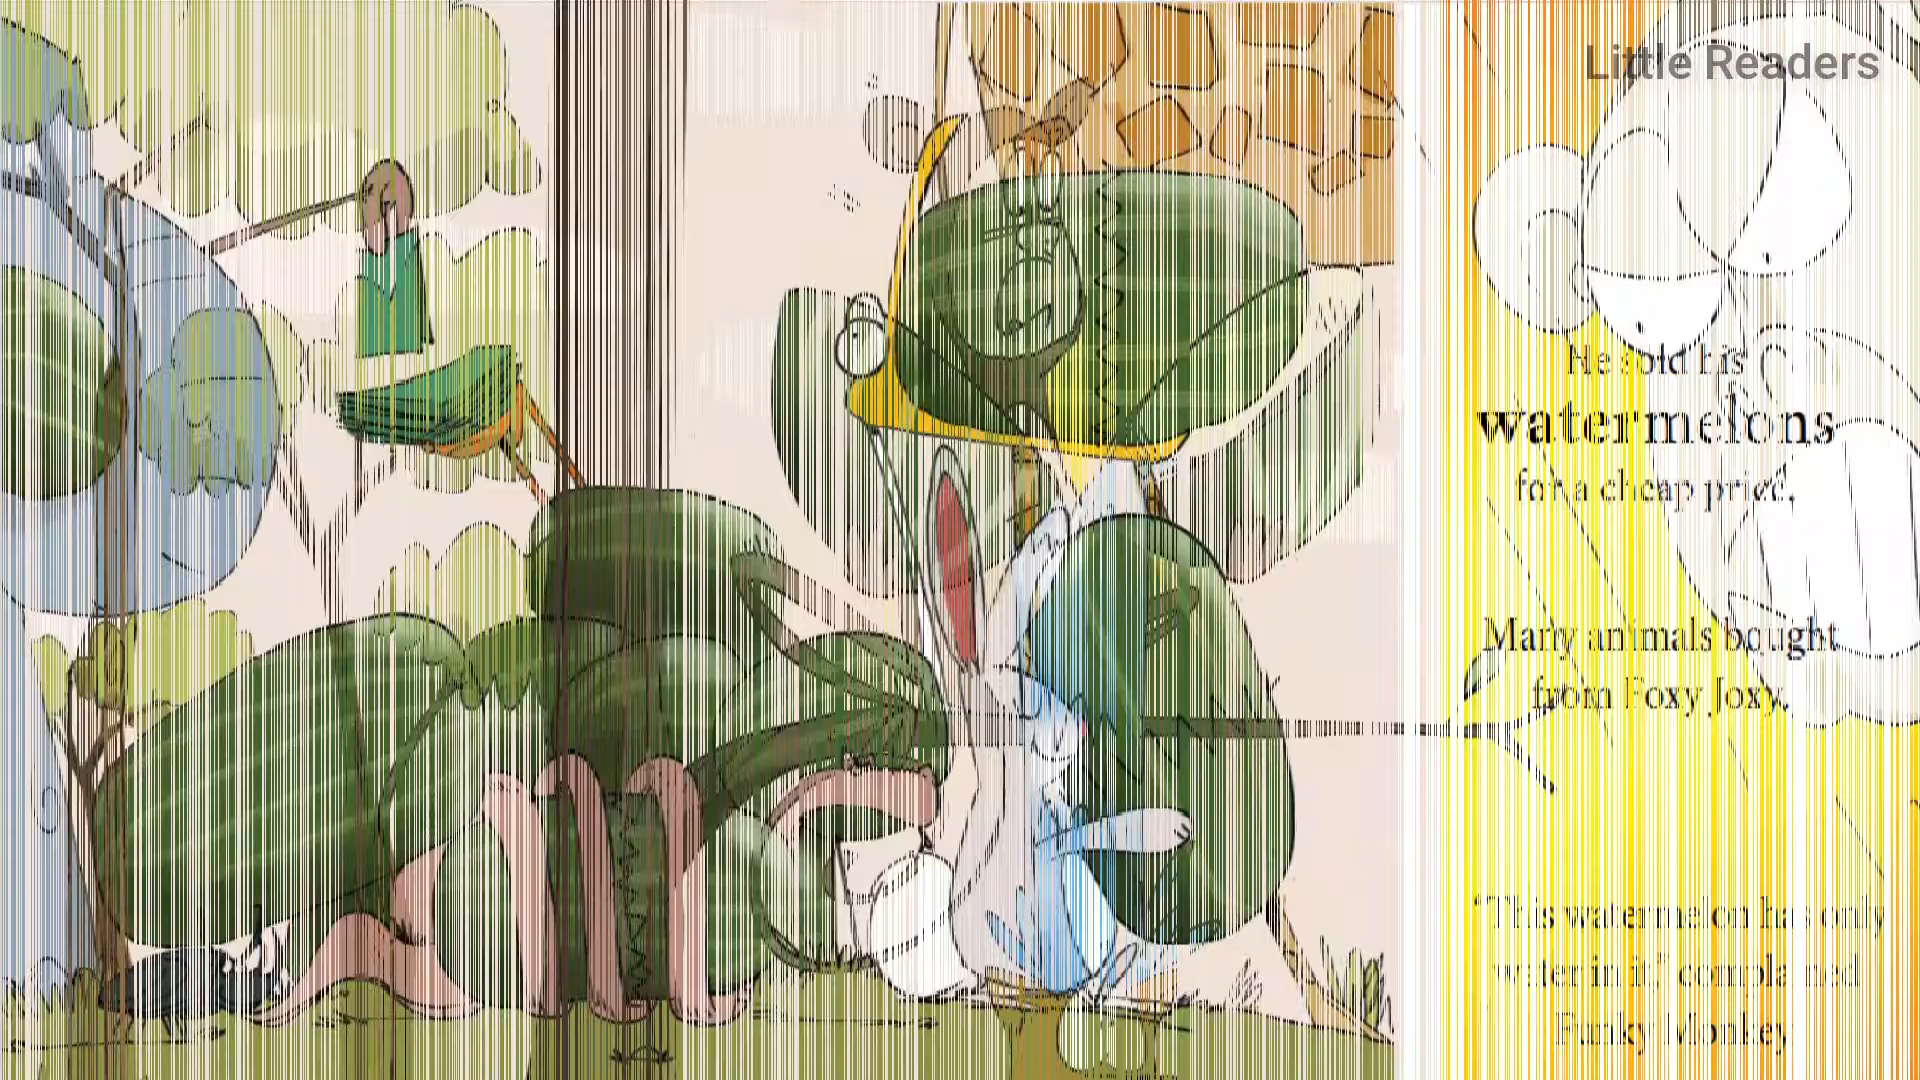 Little Readers
He sold his
watermelons
for a cheap price.
Many animals bought
from Foxy Joxy.
“This watermelon has only
water in it,” complained
Funky Monkey